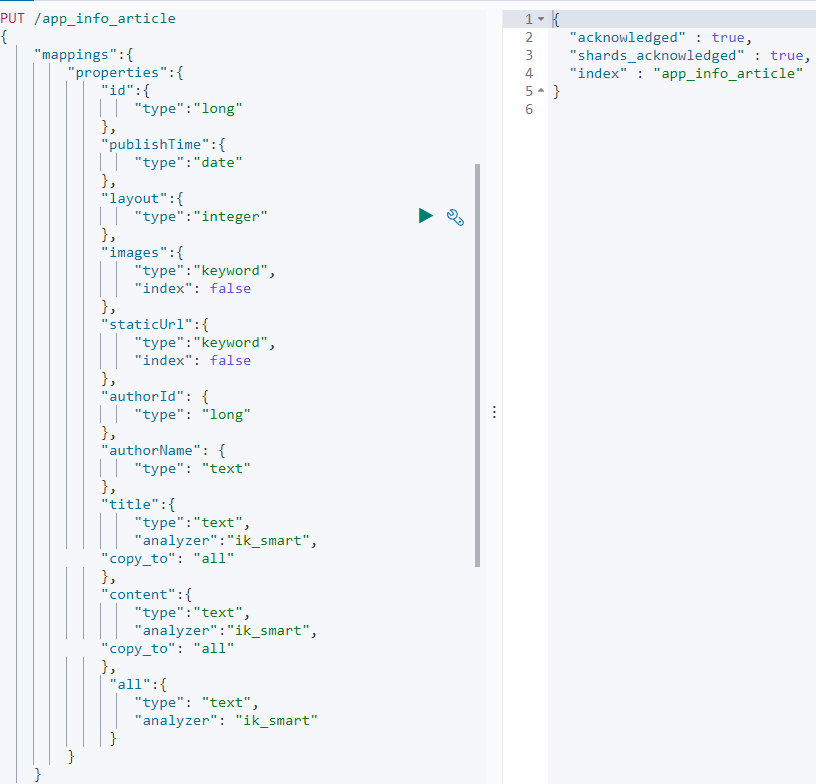 PUT /app_info_article
{
    "mappings":{
        "properties":{
            "id":{
                "type":"long"
            },
            "publishTime":{
                "type":"date"
            },
            "layout":{
                "type":"integer"
            },
            "images":{
                "type":"keyword",
                "index": false
            },
            "staticUrl":{
                "type":"keyword",
                "index": false
            },
            "authorId": {
                "type": "long"
            },
            "authorName": {
                "type": "text"
            },
            "title":{
                "type":"text",
                "analyzer":"ik_smart",
            "copy_to": "all"
            },
            "content":{
                "type":"text",
                "analyzer":"ik_smart",
            "copy_to": "all"
            },
             "all":{
                "type": "text",
                "analyzer": "ik_smart"
             }
        }
    }
1 {
2   "acknowledged" : true,
3   "shards_acknowledged" : true,
4   "index" : "app_info_article"
5 }
6